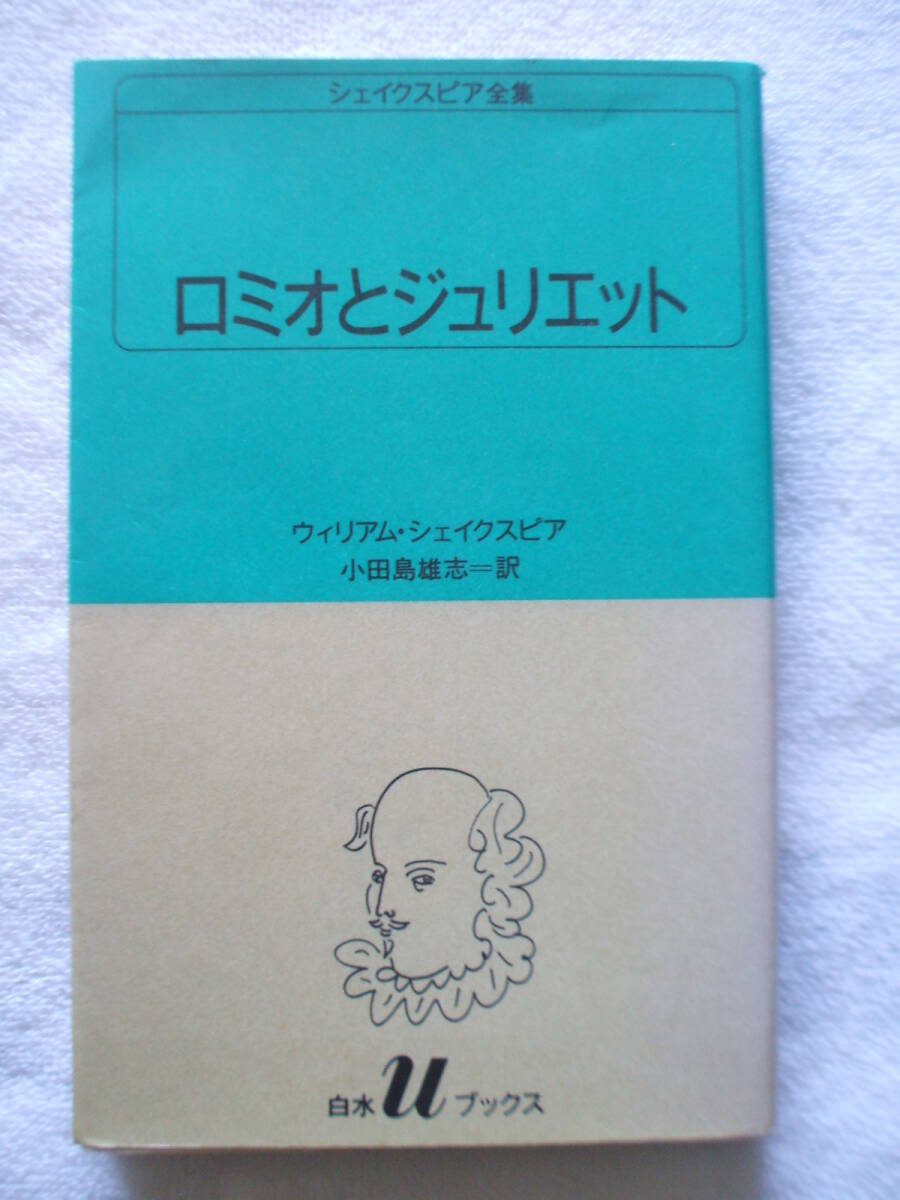 シェイクスピア全集
ロミオとジュリエット
ウィリアム・シェイクスピア
小田島雄志＝訳
白水 u ブックス